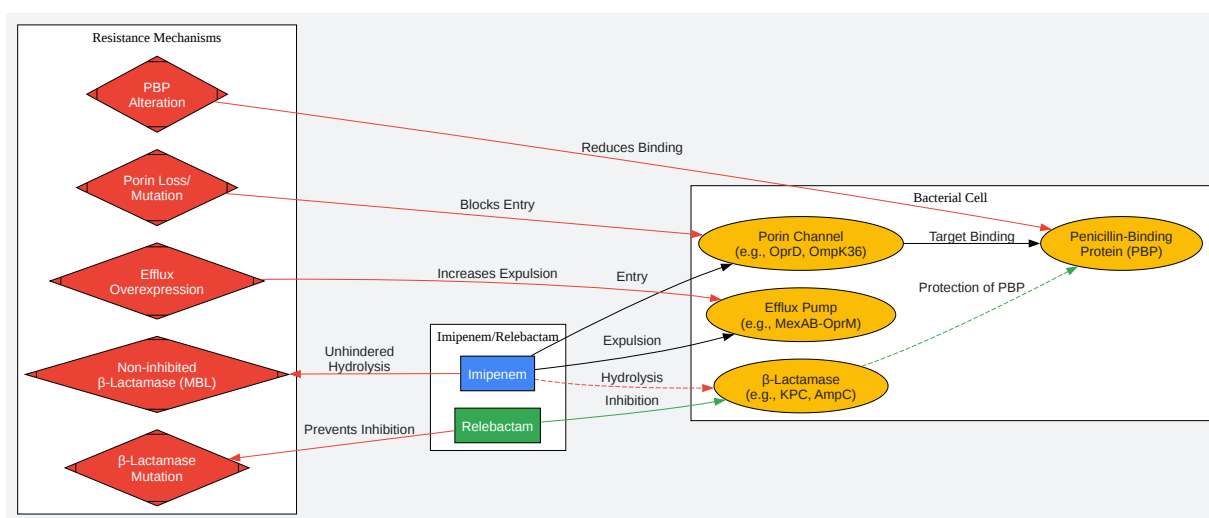 Resistance Mechanisms
PBP
Alteration
Porin Loss/
Mutation
Efflux
Overexpression
Non-inhibited
β-Lactamase (MBL)
β-Lactamase
Mutation
Reduces Binding
Blocks Entry
Increases Expulsion
Entry
Expulsion
Unhindered
Hydrolysis
Hydrolysis
Inhibition
Prevents Inhibition
Imipenem/Relebactam
Imipenem
Relebactam
Bacterial Cell
Porin Channel
(e.g., OprD, OmpK36)
Target Binding
Penicillin-Binding
Protein (PBP)
Efflux Pump
(e.g., MexAB-OprM)
Protection of PBP
β-Lactamase
(e.g., KPC, AmpC)